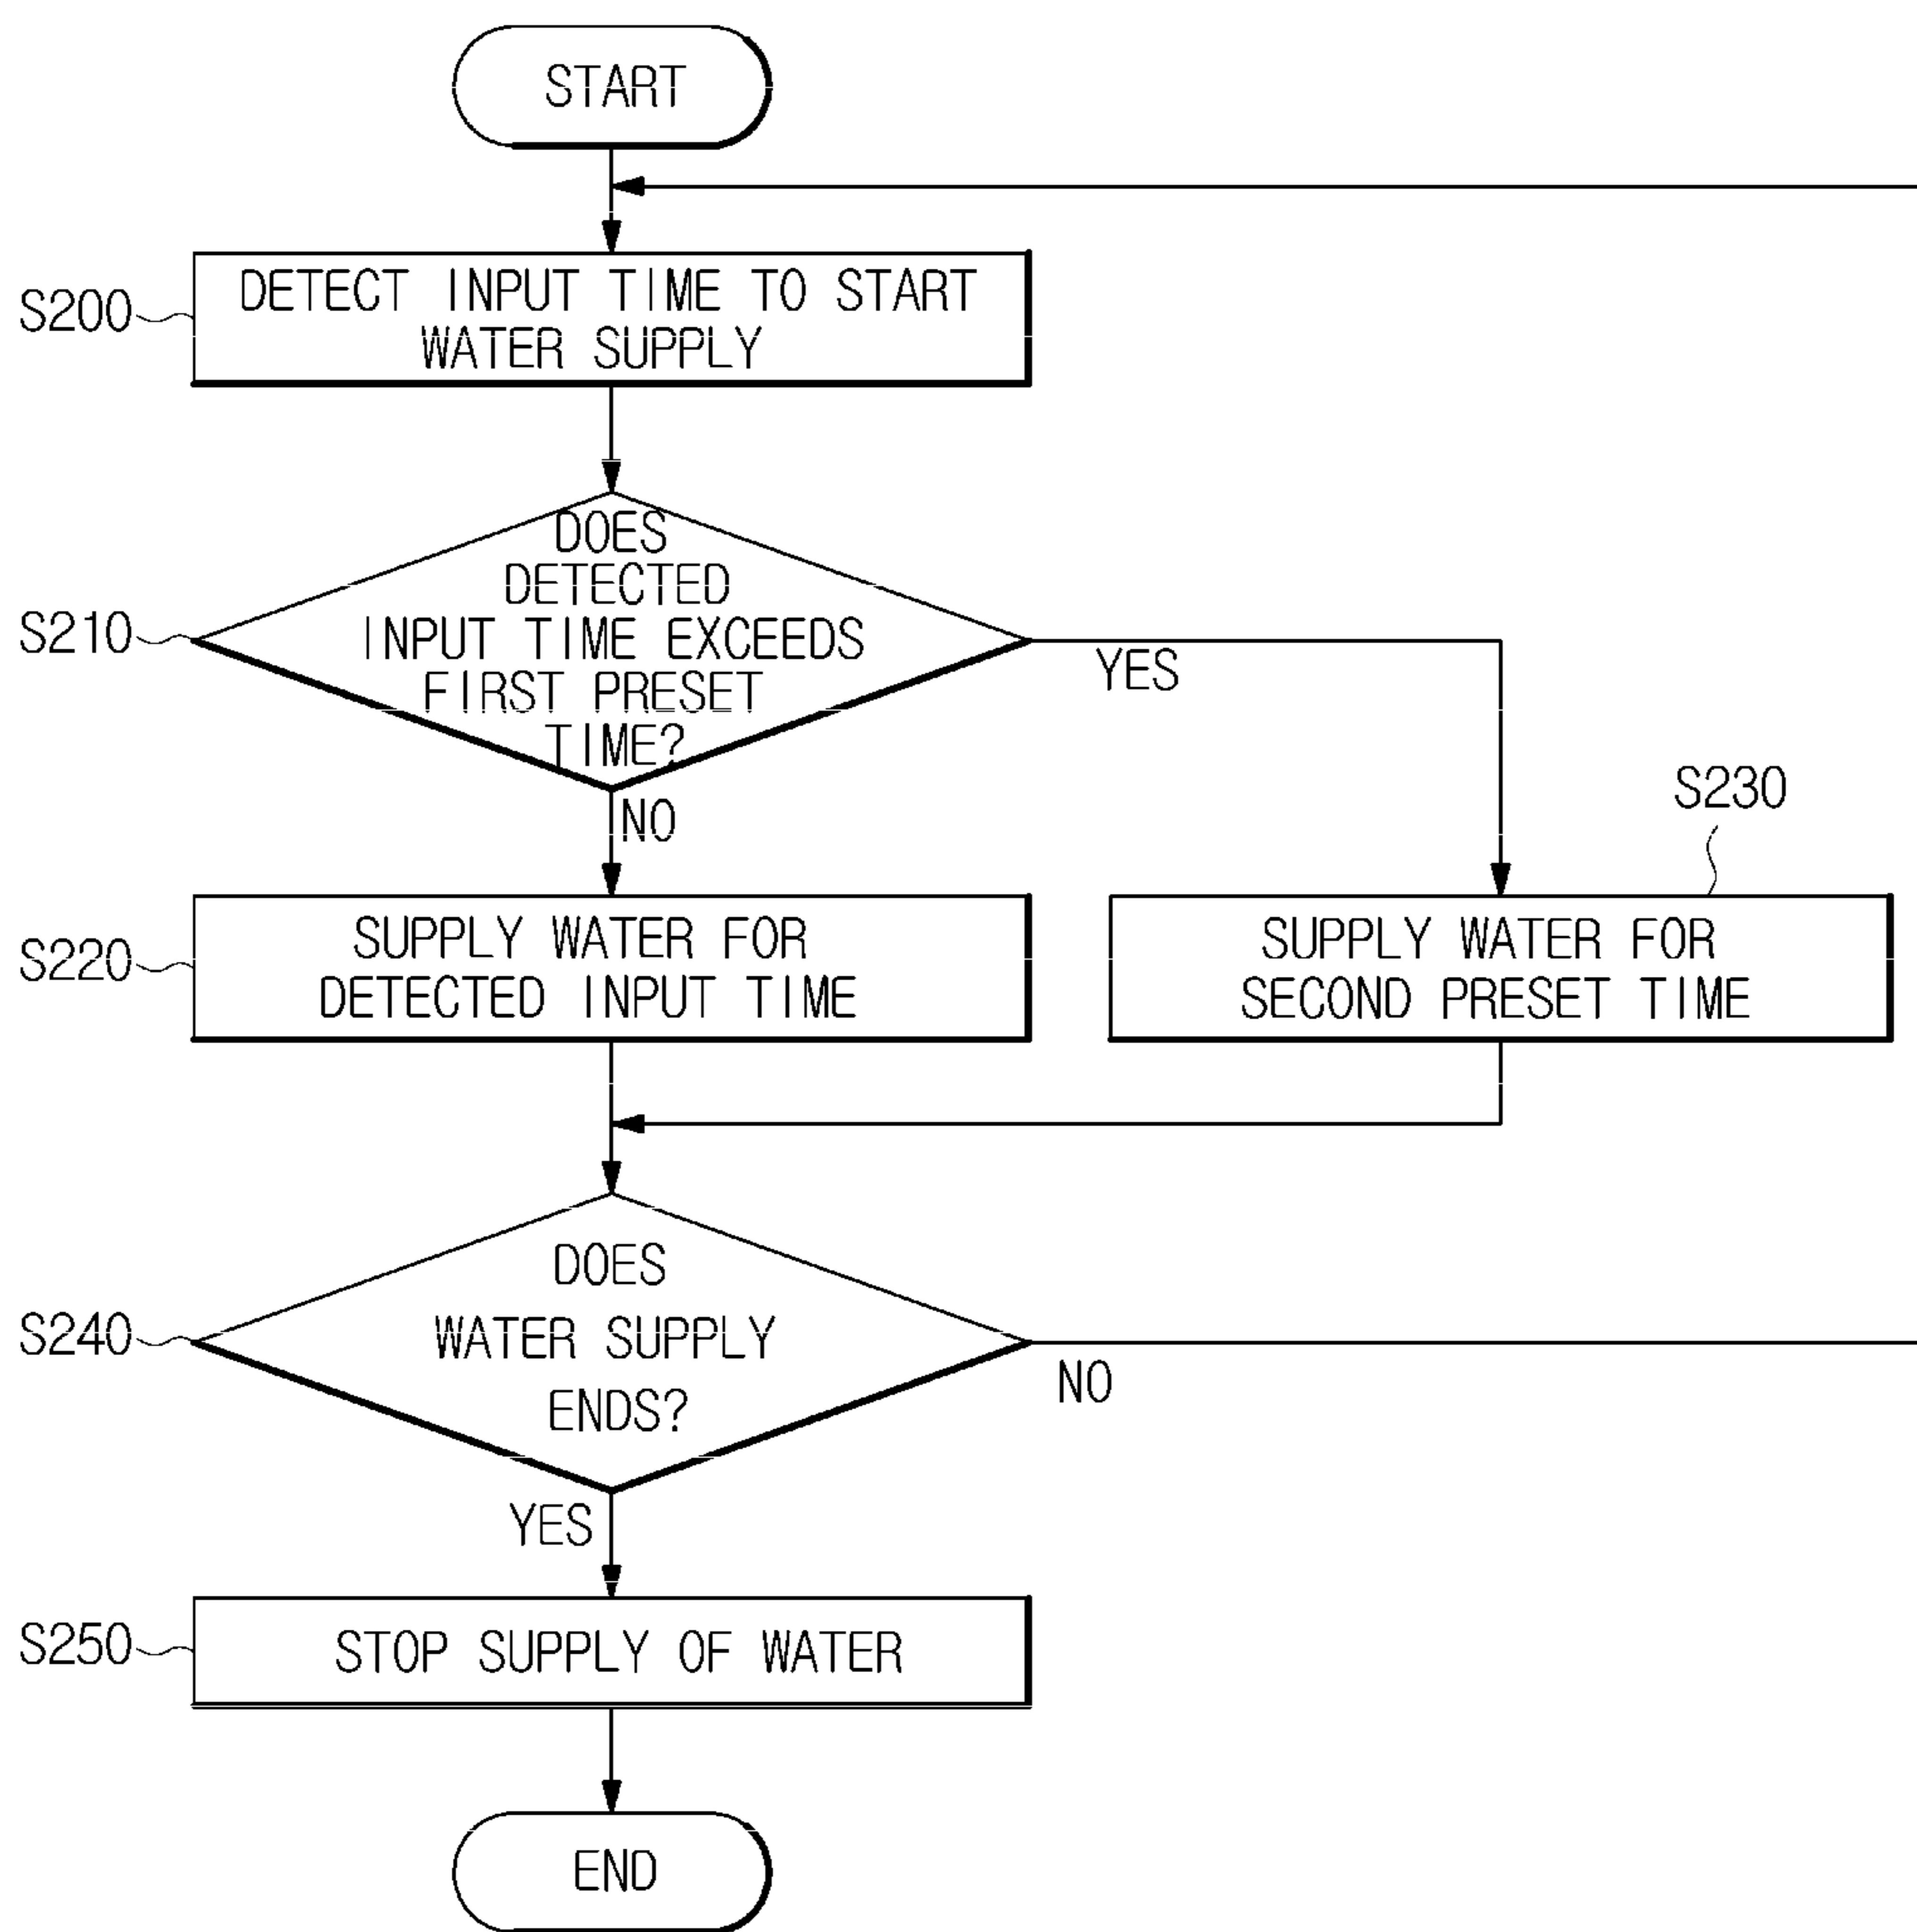 START
S200
DETECT INPUT TIME TO START
WATER SUPPLY
S210
DOES
DETECTED
INPUT TIME EXCEEDS
FIRST PRESET
TIME?
YES
NO
S230
S220
SUPPLY WATER FOR
DETECTED INPUT TIME
SUPPLY WATER FOR
SECOND PRESET TIME
S240
DOES
WATER SUPPLY
ENDS?
NO
YES
S250
STOP SUPPLY OF WATER
END